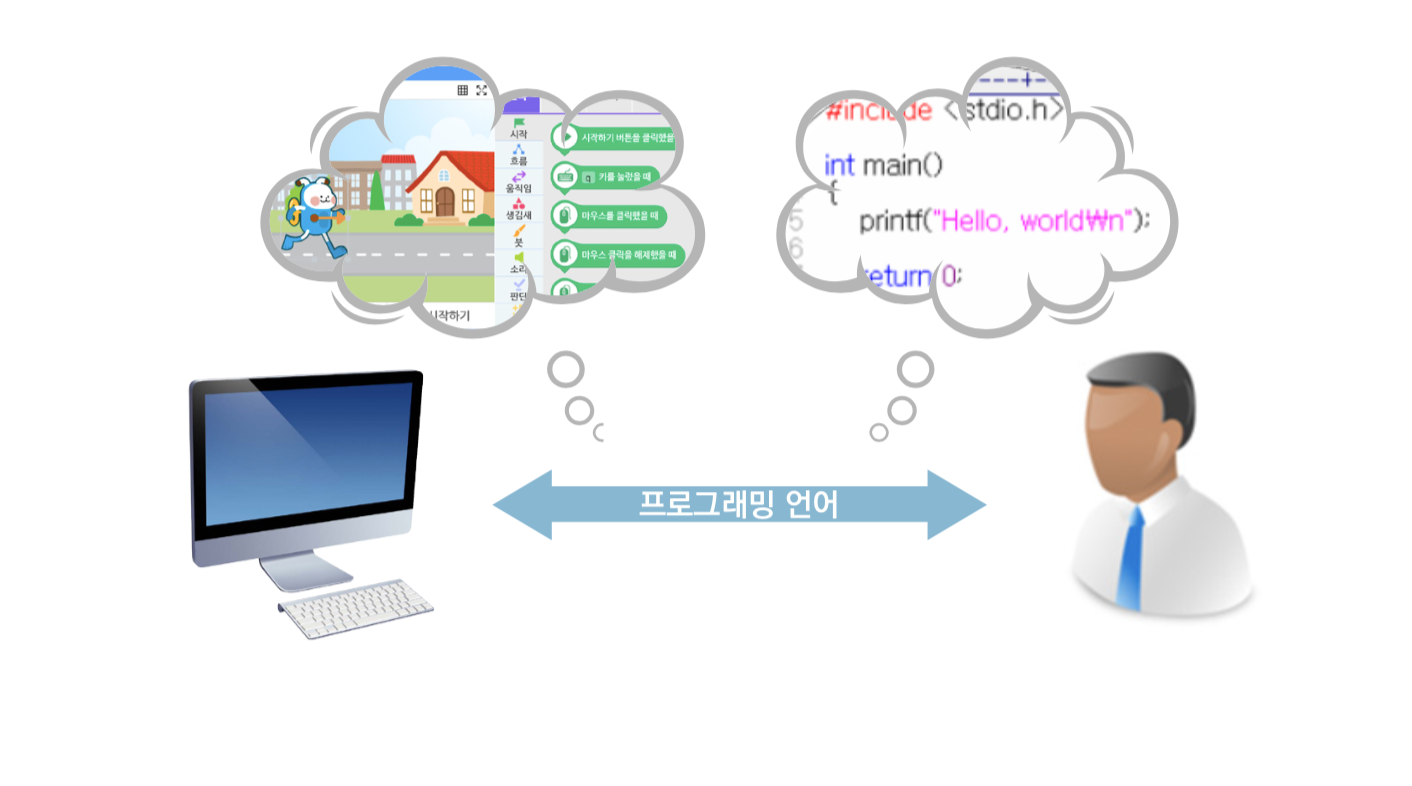 시작
흐름
움직임
생김새
붓
소리
판단
시작하기 버튼을 클릭했을
q 키를 눌렀을 때
마우스를 클릭했을 때
마우스 클릭을 해제했을 때
시작하기
#include <stdio.h>
int main()
{
5 printf("Hello, world₩n");
6
return 0;
프로그래밍 언어